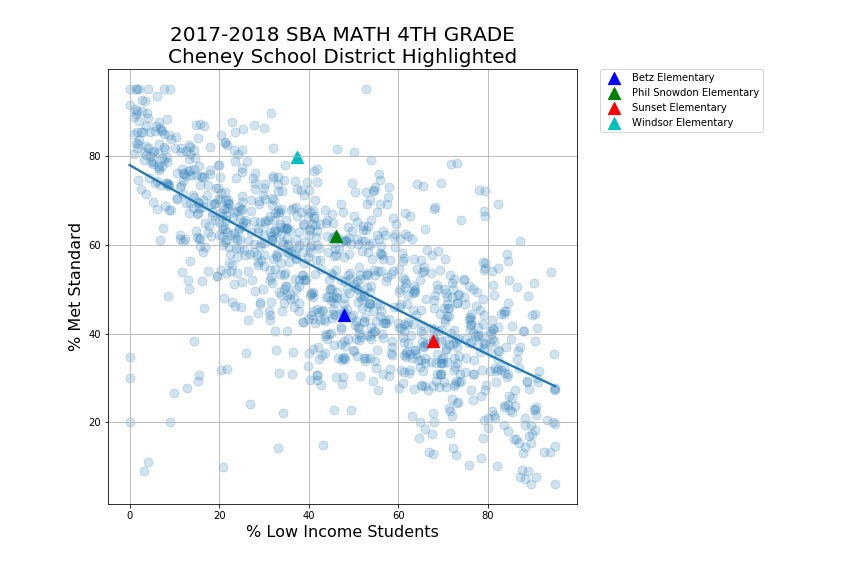 2017-2018 SBA MATH 4TH GRADE
Cheney School District Highlighted
Betz Elementary
Phil Snowdon Elementary
Sunset Elementary
Windsor Elementary
% Met Standard
80
60
40
20
0 20 40 60 80
% Low Income Students